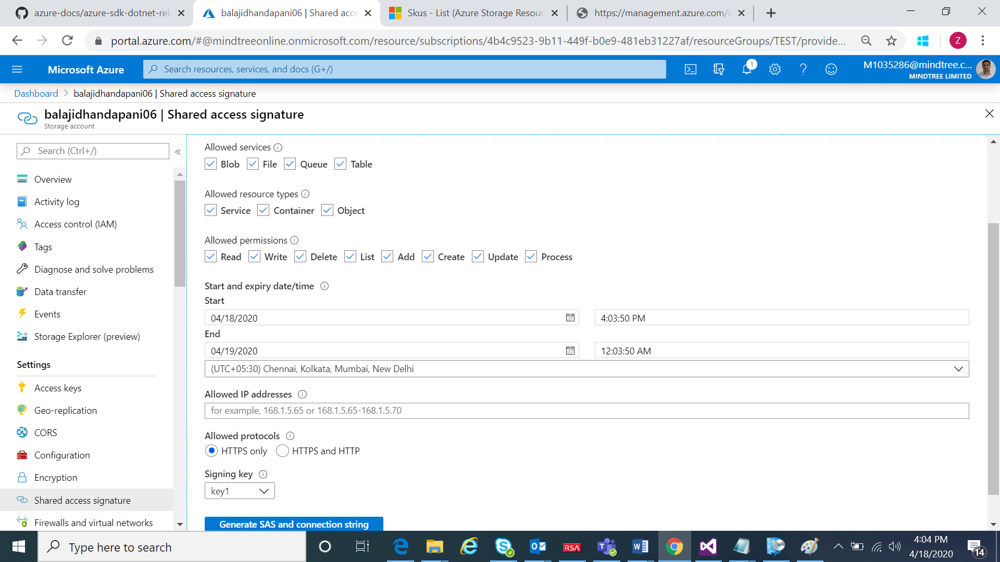 azure-docs/azure-sdk-dotnet-rel
balajidhandapani06 | Shared acce
Skus - List (Azure Storage Resour
https://management.azure.com/s
portal.azure.com/#@mindtreeonline.onmicrosoft.com/resource/subscriptions/4b4c9523-9b11-449f-b0e9-481eb31227af/resourceGroups/TEST/provide...
Z
Microsoft Azure
Search resources, services, and docs (G+/)
1
M1035286@mindtree.c...
MINDTREE LIMITED
Dashboard > balajidhandapani06 | Shared access signature
balajidhandapani06 | Shared access signature
Storage account
Search (Ctrl+/)
«
Overview
Activity log
Access control (IAM)
Tags
Diagnose and solve problems
Data transfer
Events
Storage Explorer (preview)
Settings
Access keys
Geo-replication
CORS
Configuration
Encryption
Shared access signature
Firewalls and virtual networks
Allowed services
Blob File Queue Table
Allowed resource types
Service Container Object
Allowed permissions
Read Write Delete List Add Create Update Process
Start and expiry date/time
Start
04/18/2020 4:03:50 PM
End
04/19/2020 12:03:50 AM
(UTC+05:30) Chennai, Kolkata, Mumbai, New Delhi
Allowed IP addresses
for example, 168.1.5.65 or 168.1.5.65-168.1.5.70
Allowed protocols
HTTPS only HTTPS and HTTP
Signing key
key1
Generate SAS and connection string
Type here to search
RSA
4:04 PM
4/18/2020
14